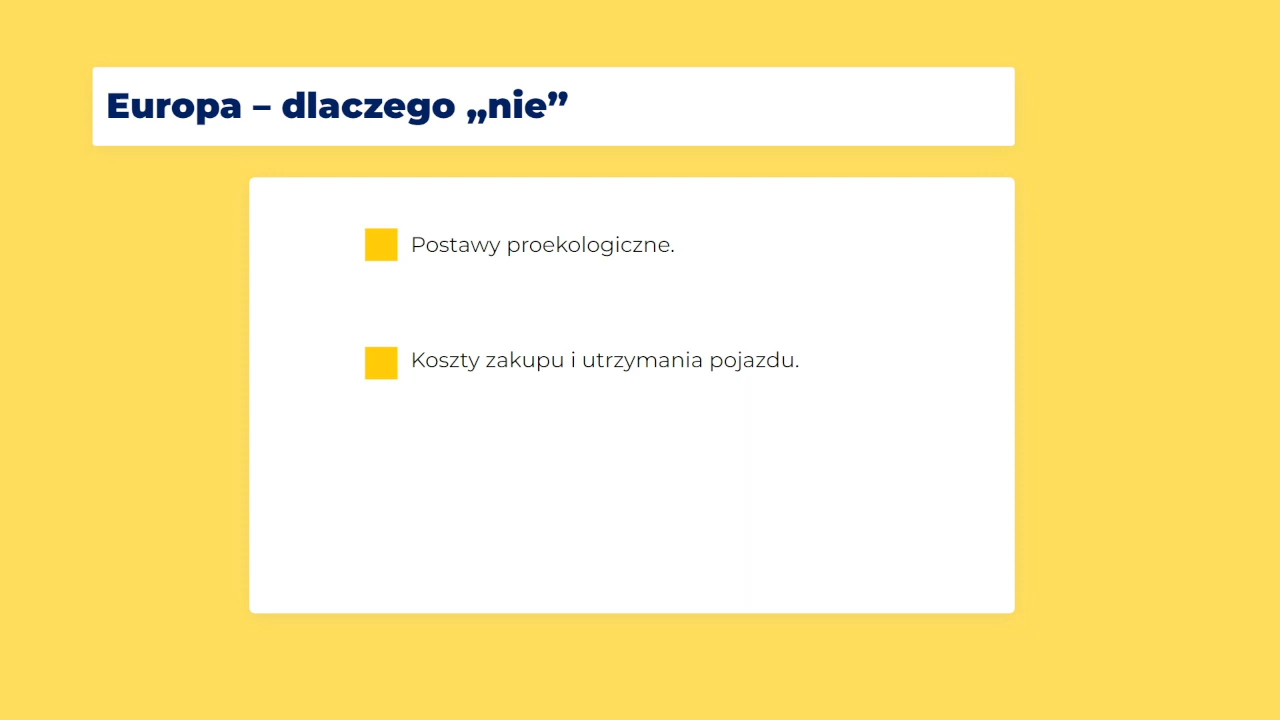 Europa – dlaczego „nie”
Postawy proekologiczne.
Koszty zakupu i utrzymania pojazdu.